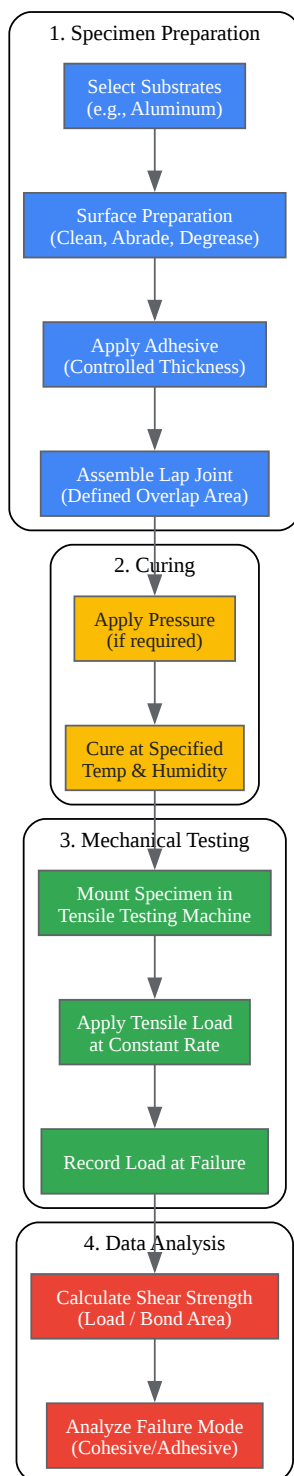 1. Specimen Preparation
Select Substrates
(e.g., Aluminum)
Surface Preparation
(Clean, Abrade, Degrease)
Apply Adhesive
(Controlled Thickness)
Assemble Lap Joint
(Defined Overlap Area)
2. Curing
Apply Pressure
(if required)
Cure at Specified
Temp & Humidity
3. Mechanical Testing
Mount Specimen in
Tensile Testing Machine
Apply Tensile Load
at Constant Rate
Record Load at Failure
4. Data Analysis
Calculate Shear Strength
(Load / Bond Area)
Analyze Failure Mode
(Cohesive/Adhesive)